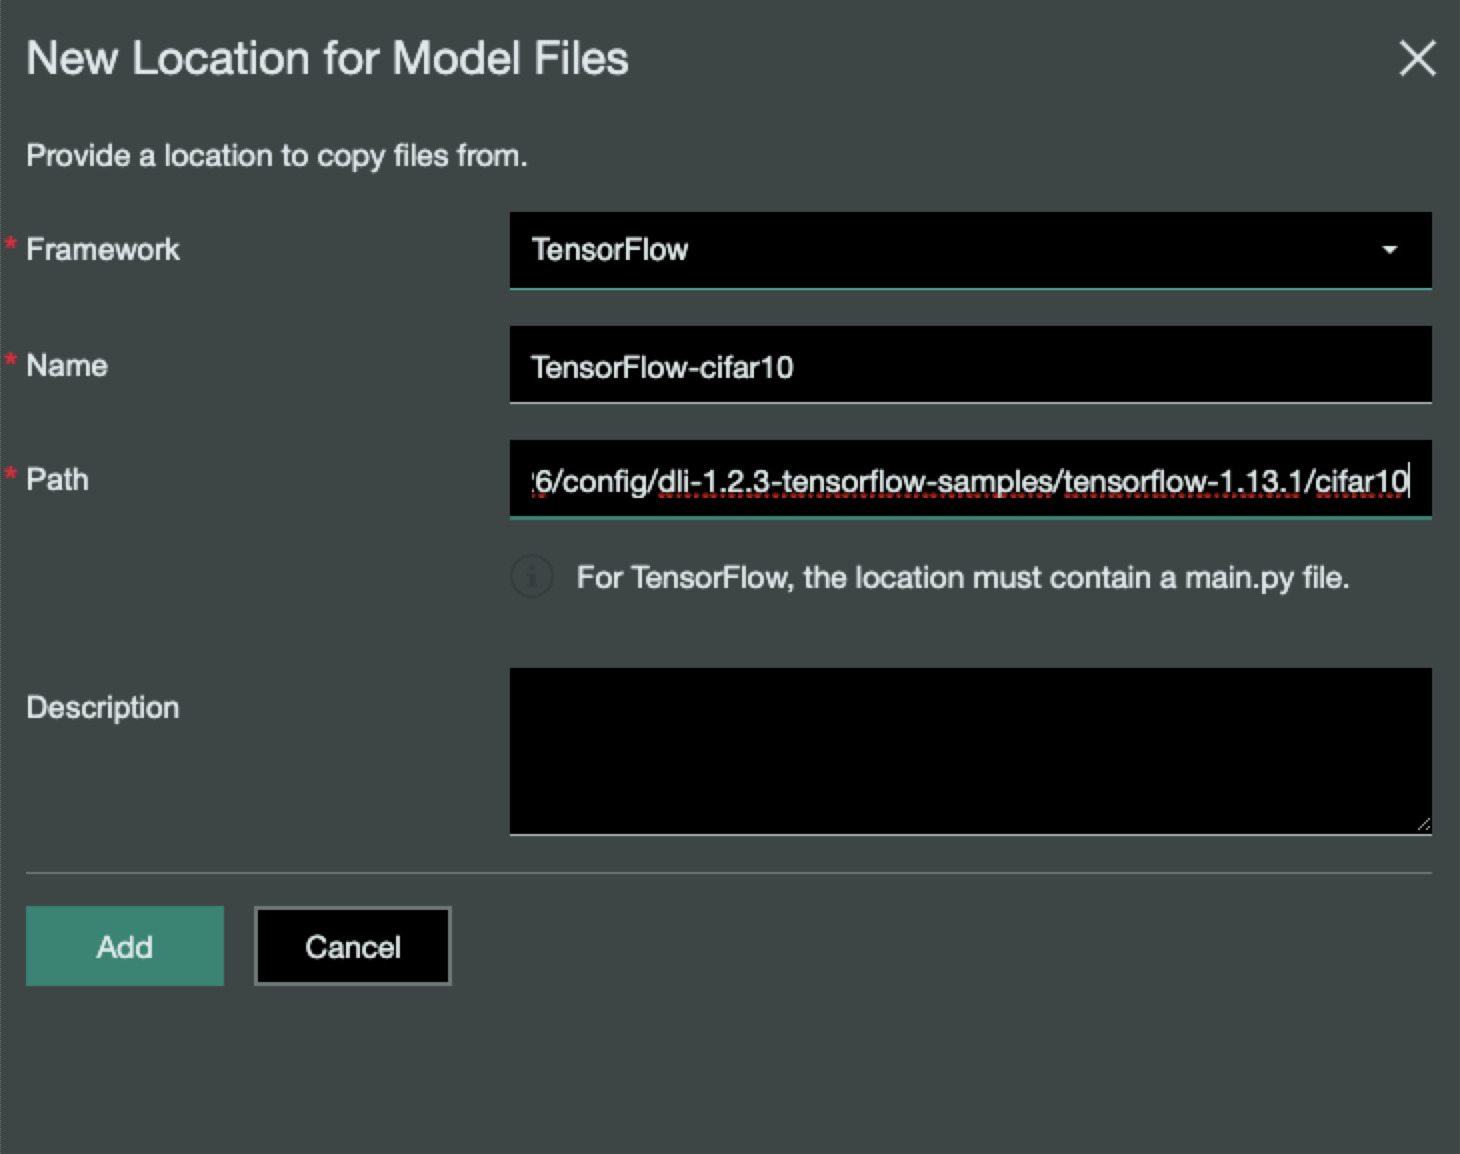 New Location for Model Files
Provide a location to copy files from.
* Framework TensorFlow
* Name TensorFlow-cifar10
* Path 6/config/dli-1.2.3-tensorflow-samples/tensorflow-1.13.1/cifar10
For TensorFlow, the location must contain a main.py file.
Description
Add Cancel